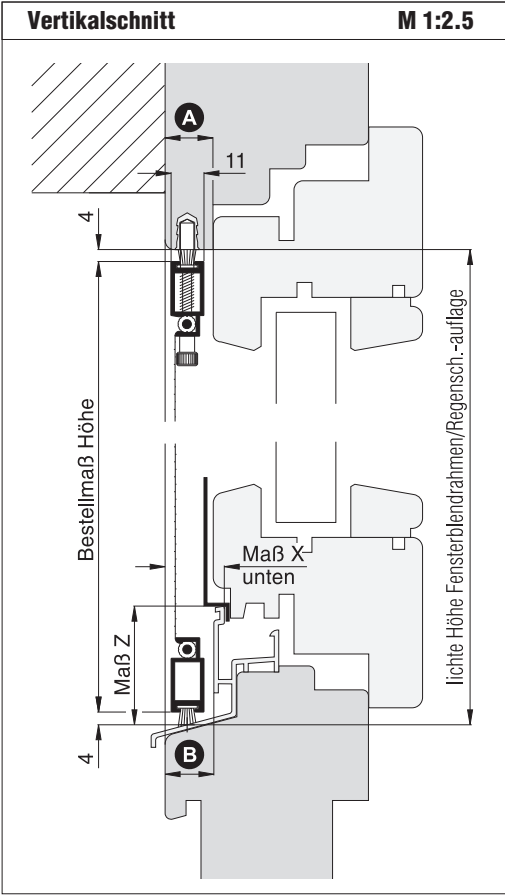 Vertikalschnitt M 1:2.5
A
11
4
Bestellmaß Höhe
lichte Höhe Fensterblendrahmen/Regensch.-auflage
Maß X
unten
Maß Z
4
B